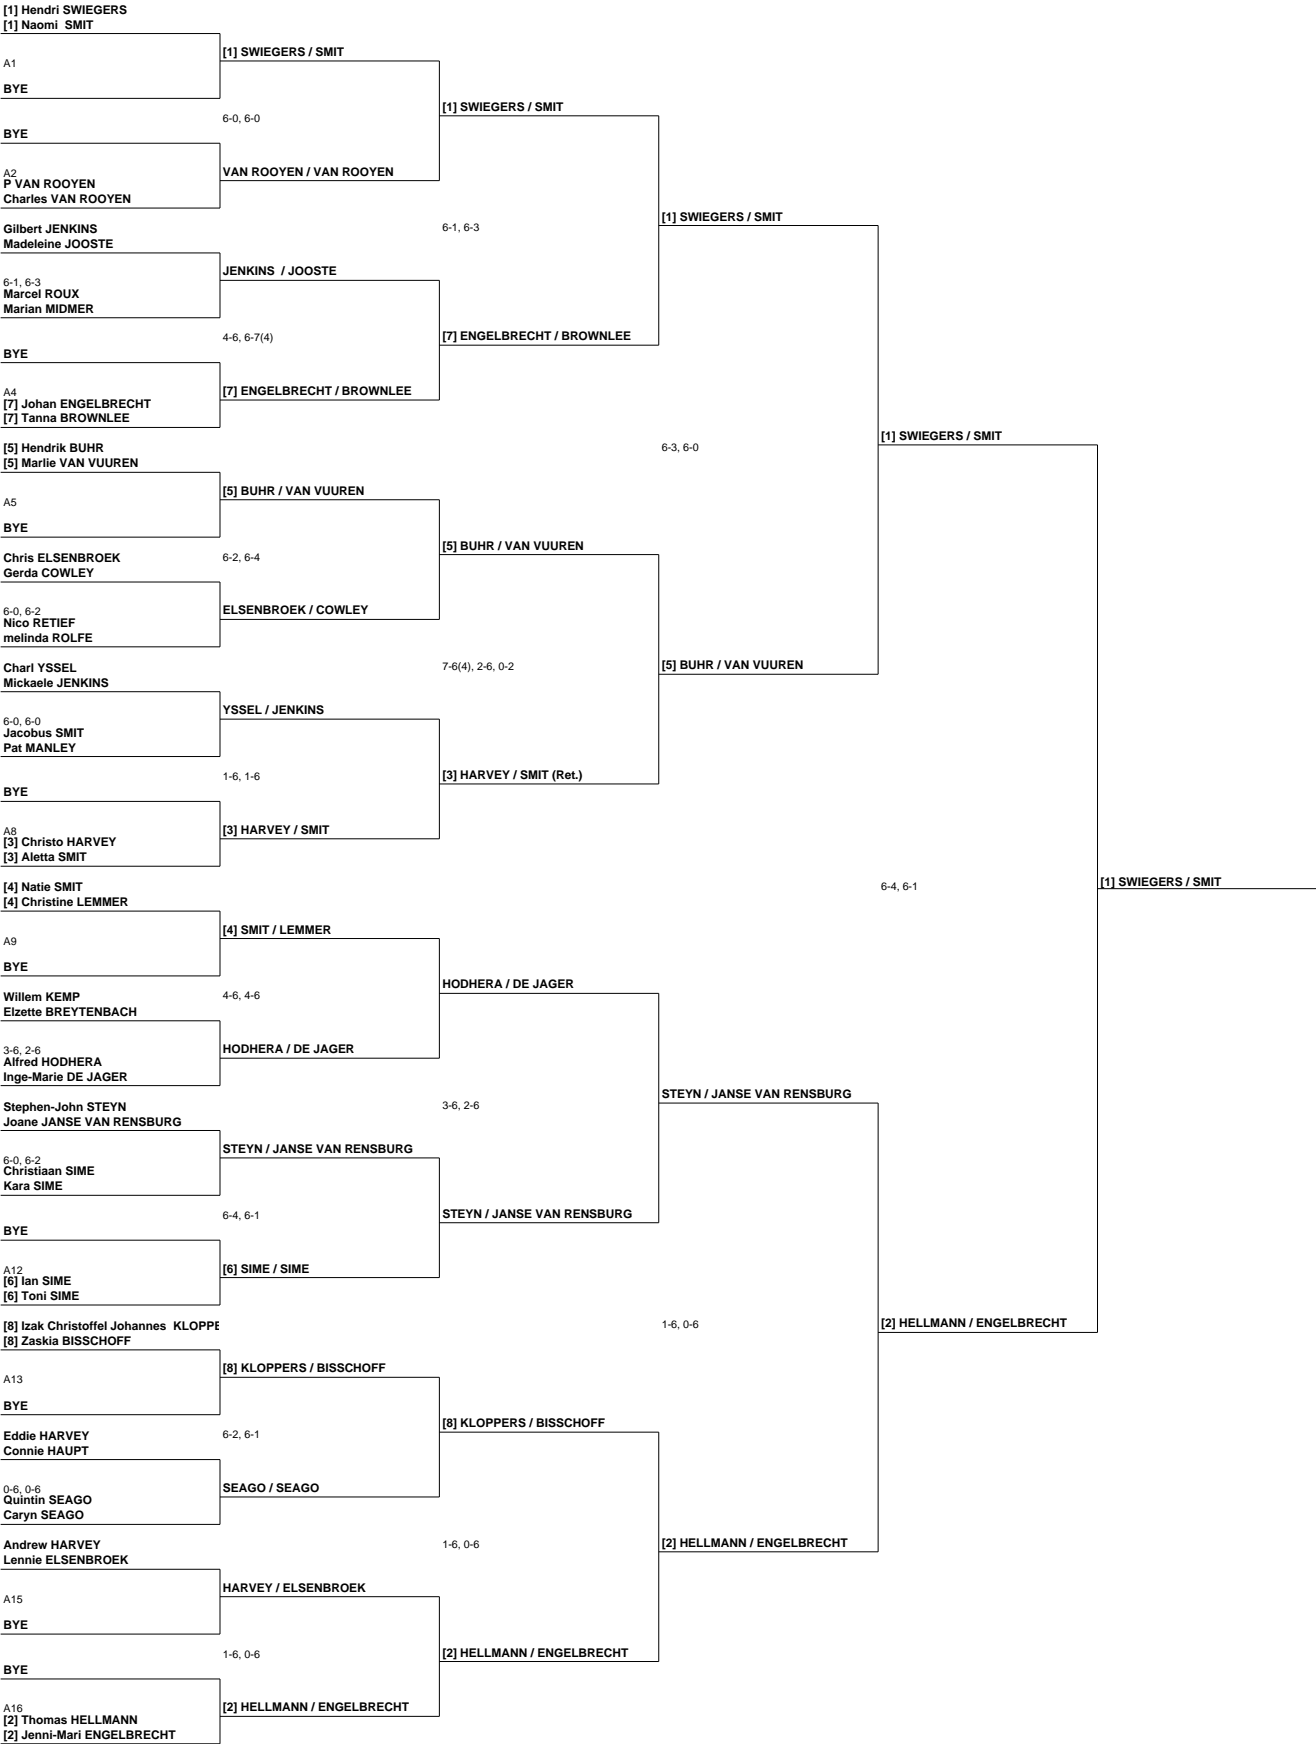 [1] Hendri SWIEGERS
[1] Naomi  SMIT
A1
BYE
BYE
A2
P VAN ROOYEN
Charles VAN ROOYEN
Gilbert JENKINS
Madeleine JOOSTE
6-1, 6-3
Marcel ROUX
Marian MIDMER
BYE
A4
[7] Johan ENGELBRECHT
[7] Tanna BROWNLEE
[5] Hendrik BUHR
[5] Marlie VAN VUUREN
A5
BYE
Chris ELSENBROEK
Gerda COWLEY
6-0, 6-2
Nico RETIEF
melinda ROLFE
Charl YSSEL
Mickaele JENKINS
6-0, 6-0
Jacobus SMIT
Pat MANLEY
BYE
A8
[3] Christo HARVEY
[3] Aletta SMIT
[4] Natie SMIT
[4] Christine LEMMER
A9
BYE
Willem KEMP
Elzette BREYTENBACH
3-6, 2-6
Alfred HODHERA
Inge-Marie DE JAGER
Stephen-John STEYN
Joane JANSE VAN RENSBURG
6-0, 6-2
Christiaan SIME
Kara SIME
BYE
A12
[6] Ian SIME
[6] Toni SIME
[8] Izak Christoffel Johannes  KLOPPE
[8] Zaskia BISSCHOFF
A13
BYE
Eddie HARVEY
Connie HAUPT
0-6, 0-6
Quintin SEAGO
Caryn SEAGO
Andrew HARVEY
Lennie ELSENBROEK
A15
BYE
BYE
A16
[2] Thomas HELLMANN
[2] Jenni-Mari ENGELBRECHT
[1] SWIEGERS / SMIT
6-0, 6-0
VAN ROOYEN / VAN ROOYEN
JENKINS  / JOOSTE
4-6, 6-7(4)
[7] ENGELBRECHT / BROWNLEE
[5] BUHR / VAN VUUREN
6-2, 6-4
ELSENBROEK / COWLEY
YSSEL / JENKINS
1-6, 1-6
[3] HARVEY / SMIT
[4] SMIT / LEMMER
4-6, 4-6
HODHERA / DE JAGER
STEYN / JANSE VAN RENSBURG
6-4, 6-1
[6] SIME / SIME
[8] KLOPPERS / BISSCHOFF
6-2, 6-1
SEAGO / SEAGO
HARVEY / ELSENBROEK
1-6, 0-6
[2] HELLMANN / ENGELBRECHT
[1] SWIEGERS / SMIT
6-1, 6-3
[7] ENGELBRECHT / BROWNLEE
[5] BUHR / VAN VUUREN
7-6(4), 2-6, 0-2
[3] HARVEY / SMIT (Ret.)
HODHERA / DE JAGER
3-6, 2-6
STEYN / JANSE VAN RENSBURG
[8] KLOPPERS / BISSCHOFF
1-6, 0-6
[2] HELLMANN / ENGELBRECHT
[1] SWIEGERS / SMIT
6-3, 6-0
[5] BUHR / VAN VUUREN
STEYN / JANSE VAN RENSBURG
1-6, 0-6
[2] HELLMANN / ENGELBRECHT
[1] SWIEGERS / SMIT
6-4, 6-1
[2] HELLMANN / ENGELBRECHT
[1] SWIEGERS / SMIT